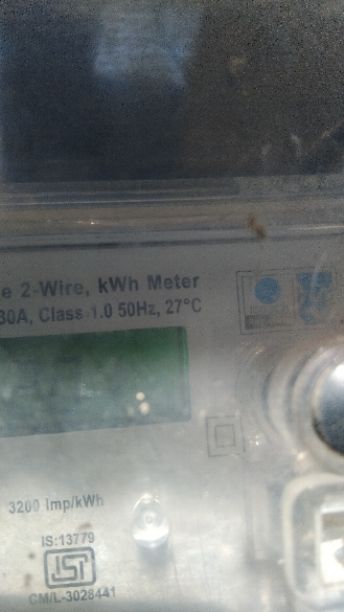 e 2-Wire, kWh Meter
30A, Class 1.0 50Hz, 27°C
3200 Imp/kWh
IS:13779
ISI
CM/L-3028441